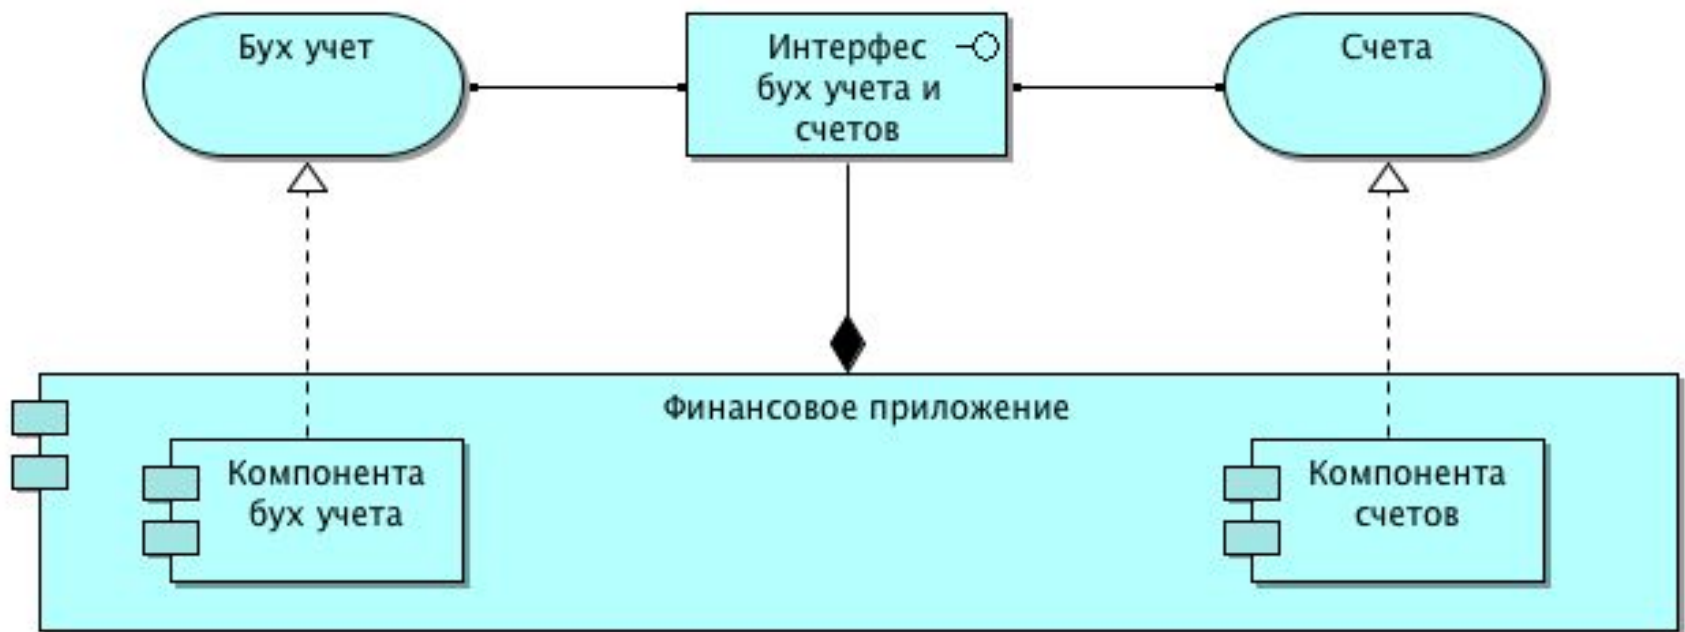 Бух учет
Интерфес
бух учета и
счетов
Счета
Финансовое приложение
Компонента
бух учета
Компонента
счетов